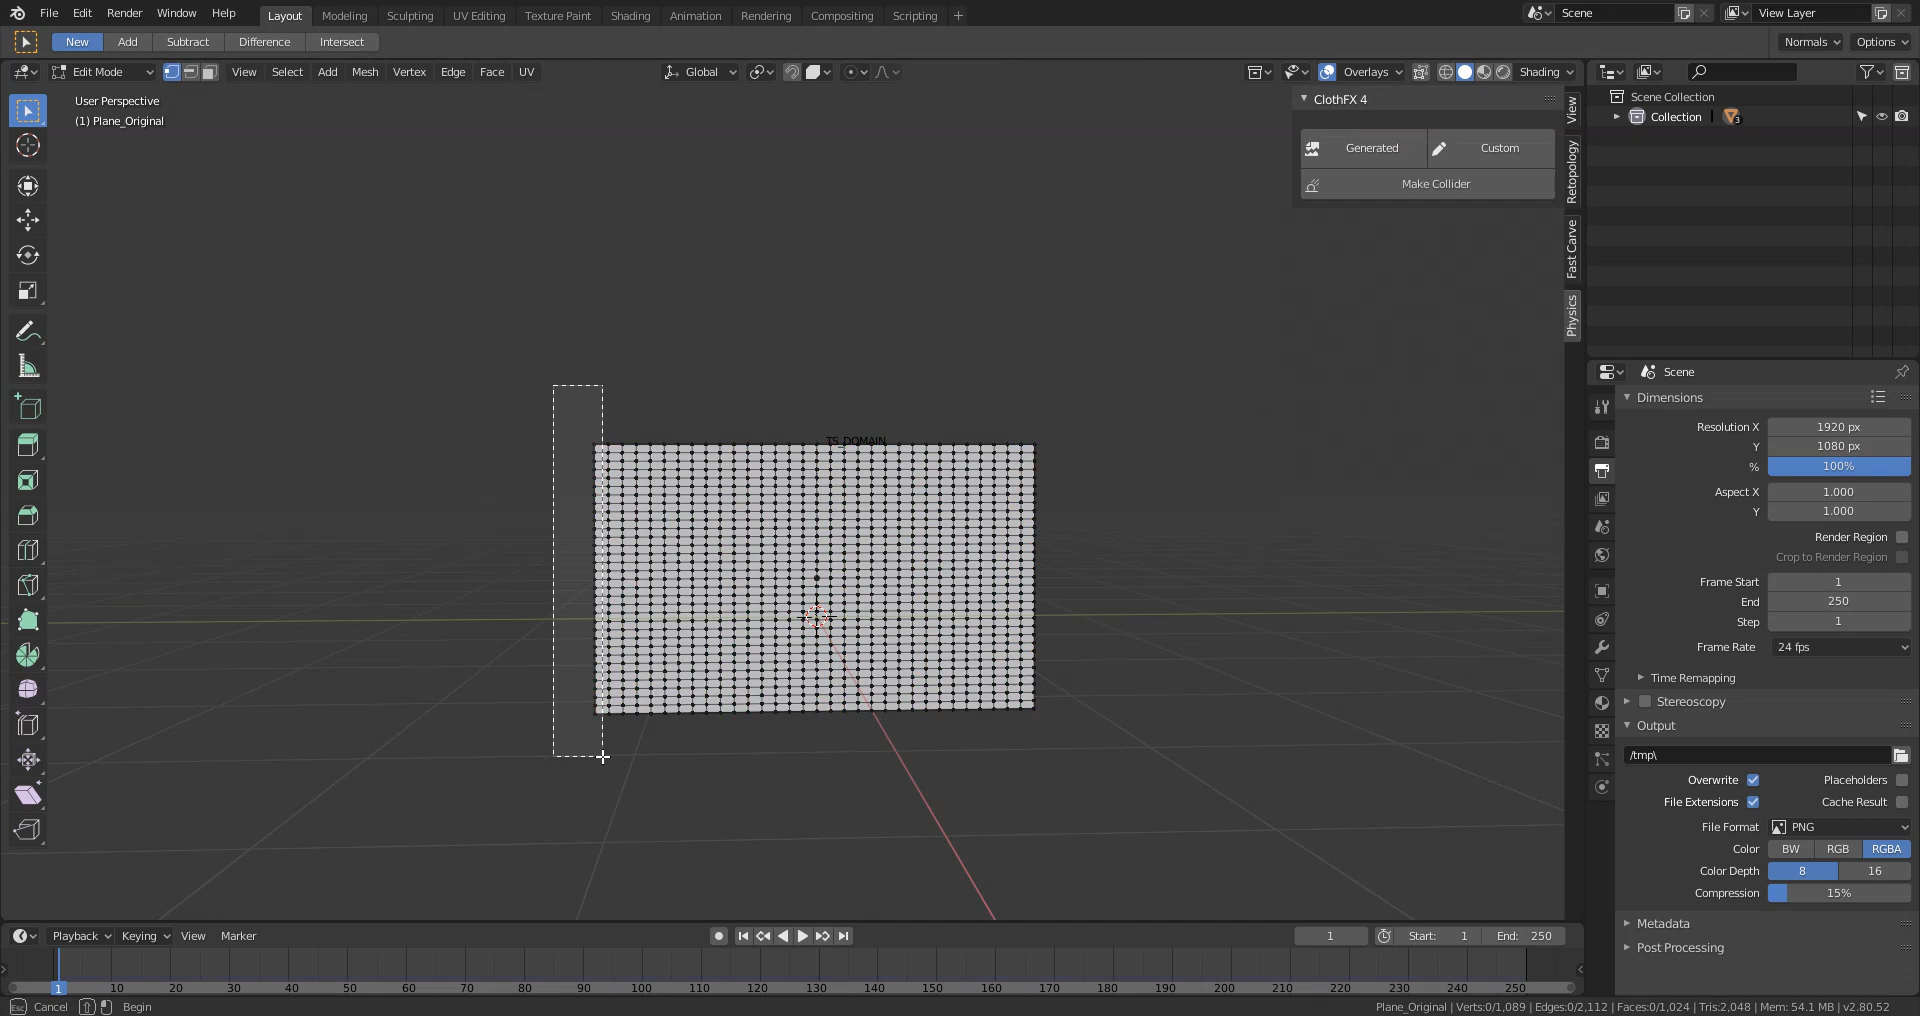 File Edit Render Window Help Layout Modeling Sculpting UV Editing Texture Paint Shading Animation Rendering Compositing Scripting + Scene View Layer
New Add Subtract Difference Intersect Normals Options
Edit Mode View Select Add Mesh Vertex Edge Face UV Global Overlays Shading
User Perspective
(1) Plane_Original
ClothFX 4
Generated Custom
Make Collider
View
Retopology
Fast Carve
Physics
TS_DOMAIN
Scene Collection
Collection 3
Scene
Dimensions
Resolution X 1920 px
Y 1080 px
% 100%
Aspect X 1.000
Y 1.000
Render Region
Crop to Render Region
Frame Start 1
End 250
Step 1
Frame Rate 24 fps
Time Remapping
Stereoscopy
Output
/tmp\
Overwrite Placeholders
File Extensions Cache Result
File Format PNG
Color BW RGB RGBA
Color Depth 8 16
Compression 15%
Metadata
Post Processing
Playback Keying View Marker 1 Start: 1 End: 250
1 10 20 30 40 50 60 70 80 90 100 110 120 130 140 150 160 170 180 190 200 210 220 230 240 250
Esc Cancel Begin Plane_Original | Verts:0/1,089 | Edges:0/2,112 | Faces:0/1,024 | Tris:2,048 | Mem: 54.1 MB | v2.80.52